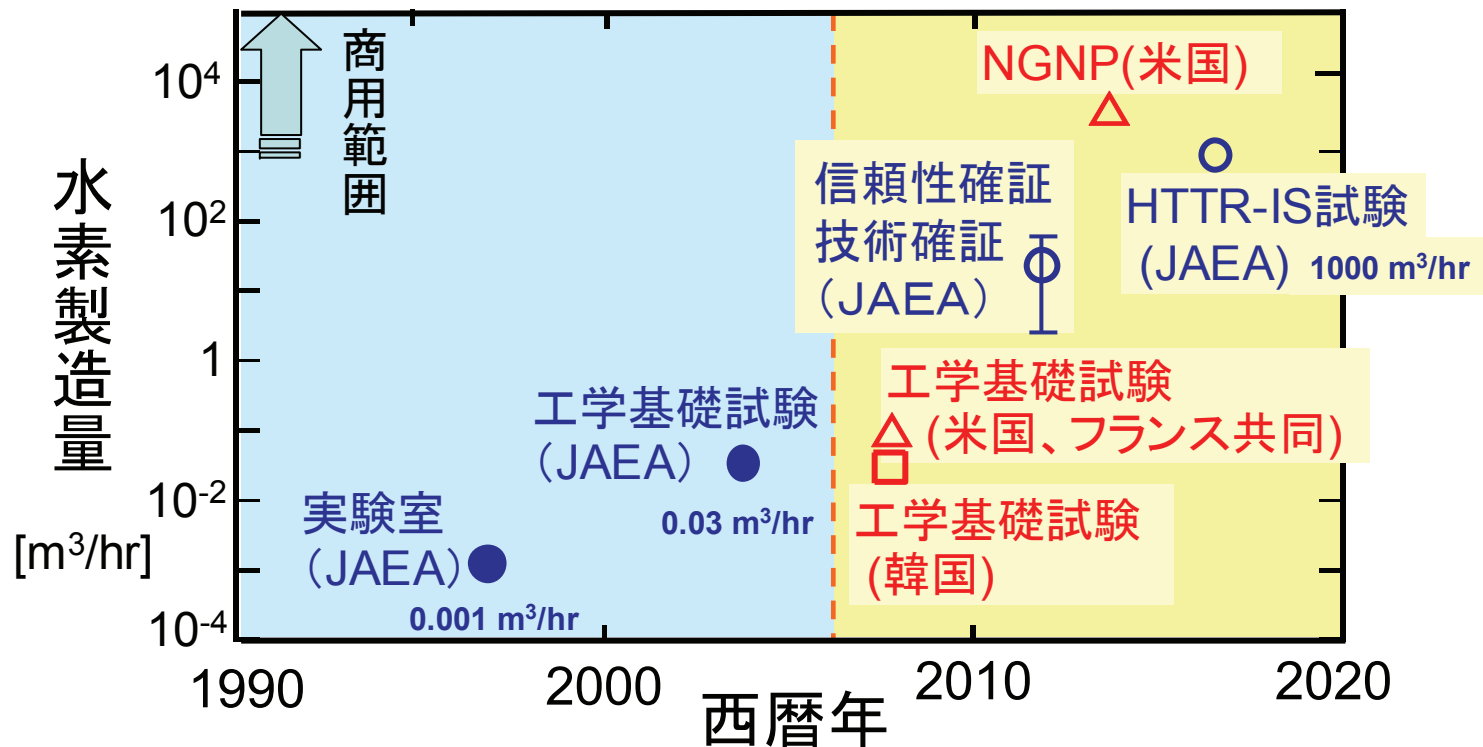 水素製造量
[m³/hr]
10⁴
10²
1
10⁻²
10⁻⁴
商用範囲
実験室
（JAEA）
0.001 m³/hr
工学基礎試験
（JAEA）
0.03 m³/hr
信頼性確証
技術確証
（JAEA）
NGNP(米国)
HTTR-IS試験
(JAEA) 1000 m³/hr
工学基礎試験
(米国、フランス共同)
工学基礎試験
(韓国)
1990
2000
2010
2020
西暦年